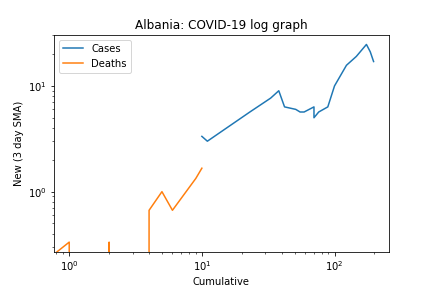 Albania: COVID-19 log graph
Cases
Deaths
New (3 day SMA)
10¹
10⁰
10⁰
10¹
10²
Cumulative